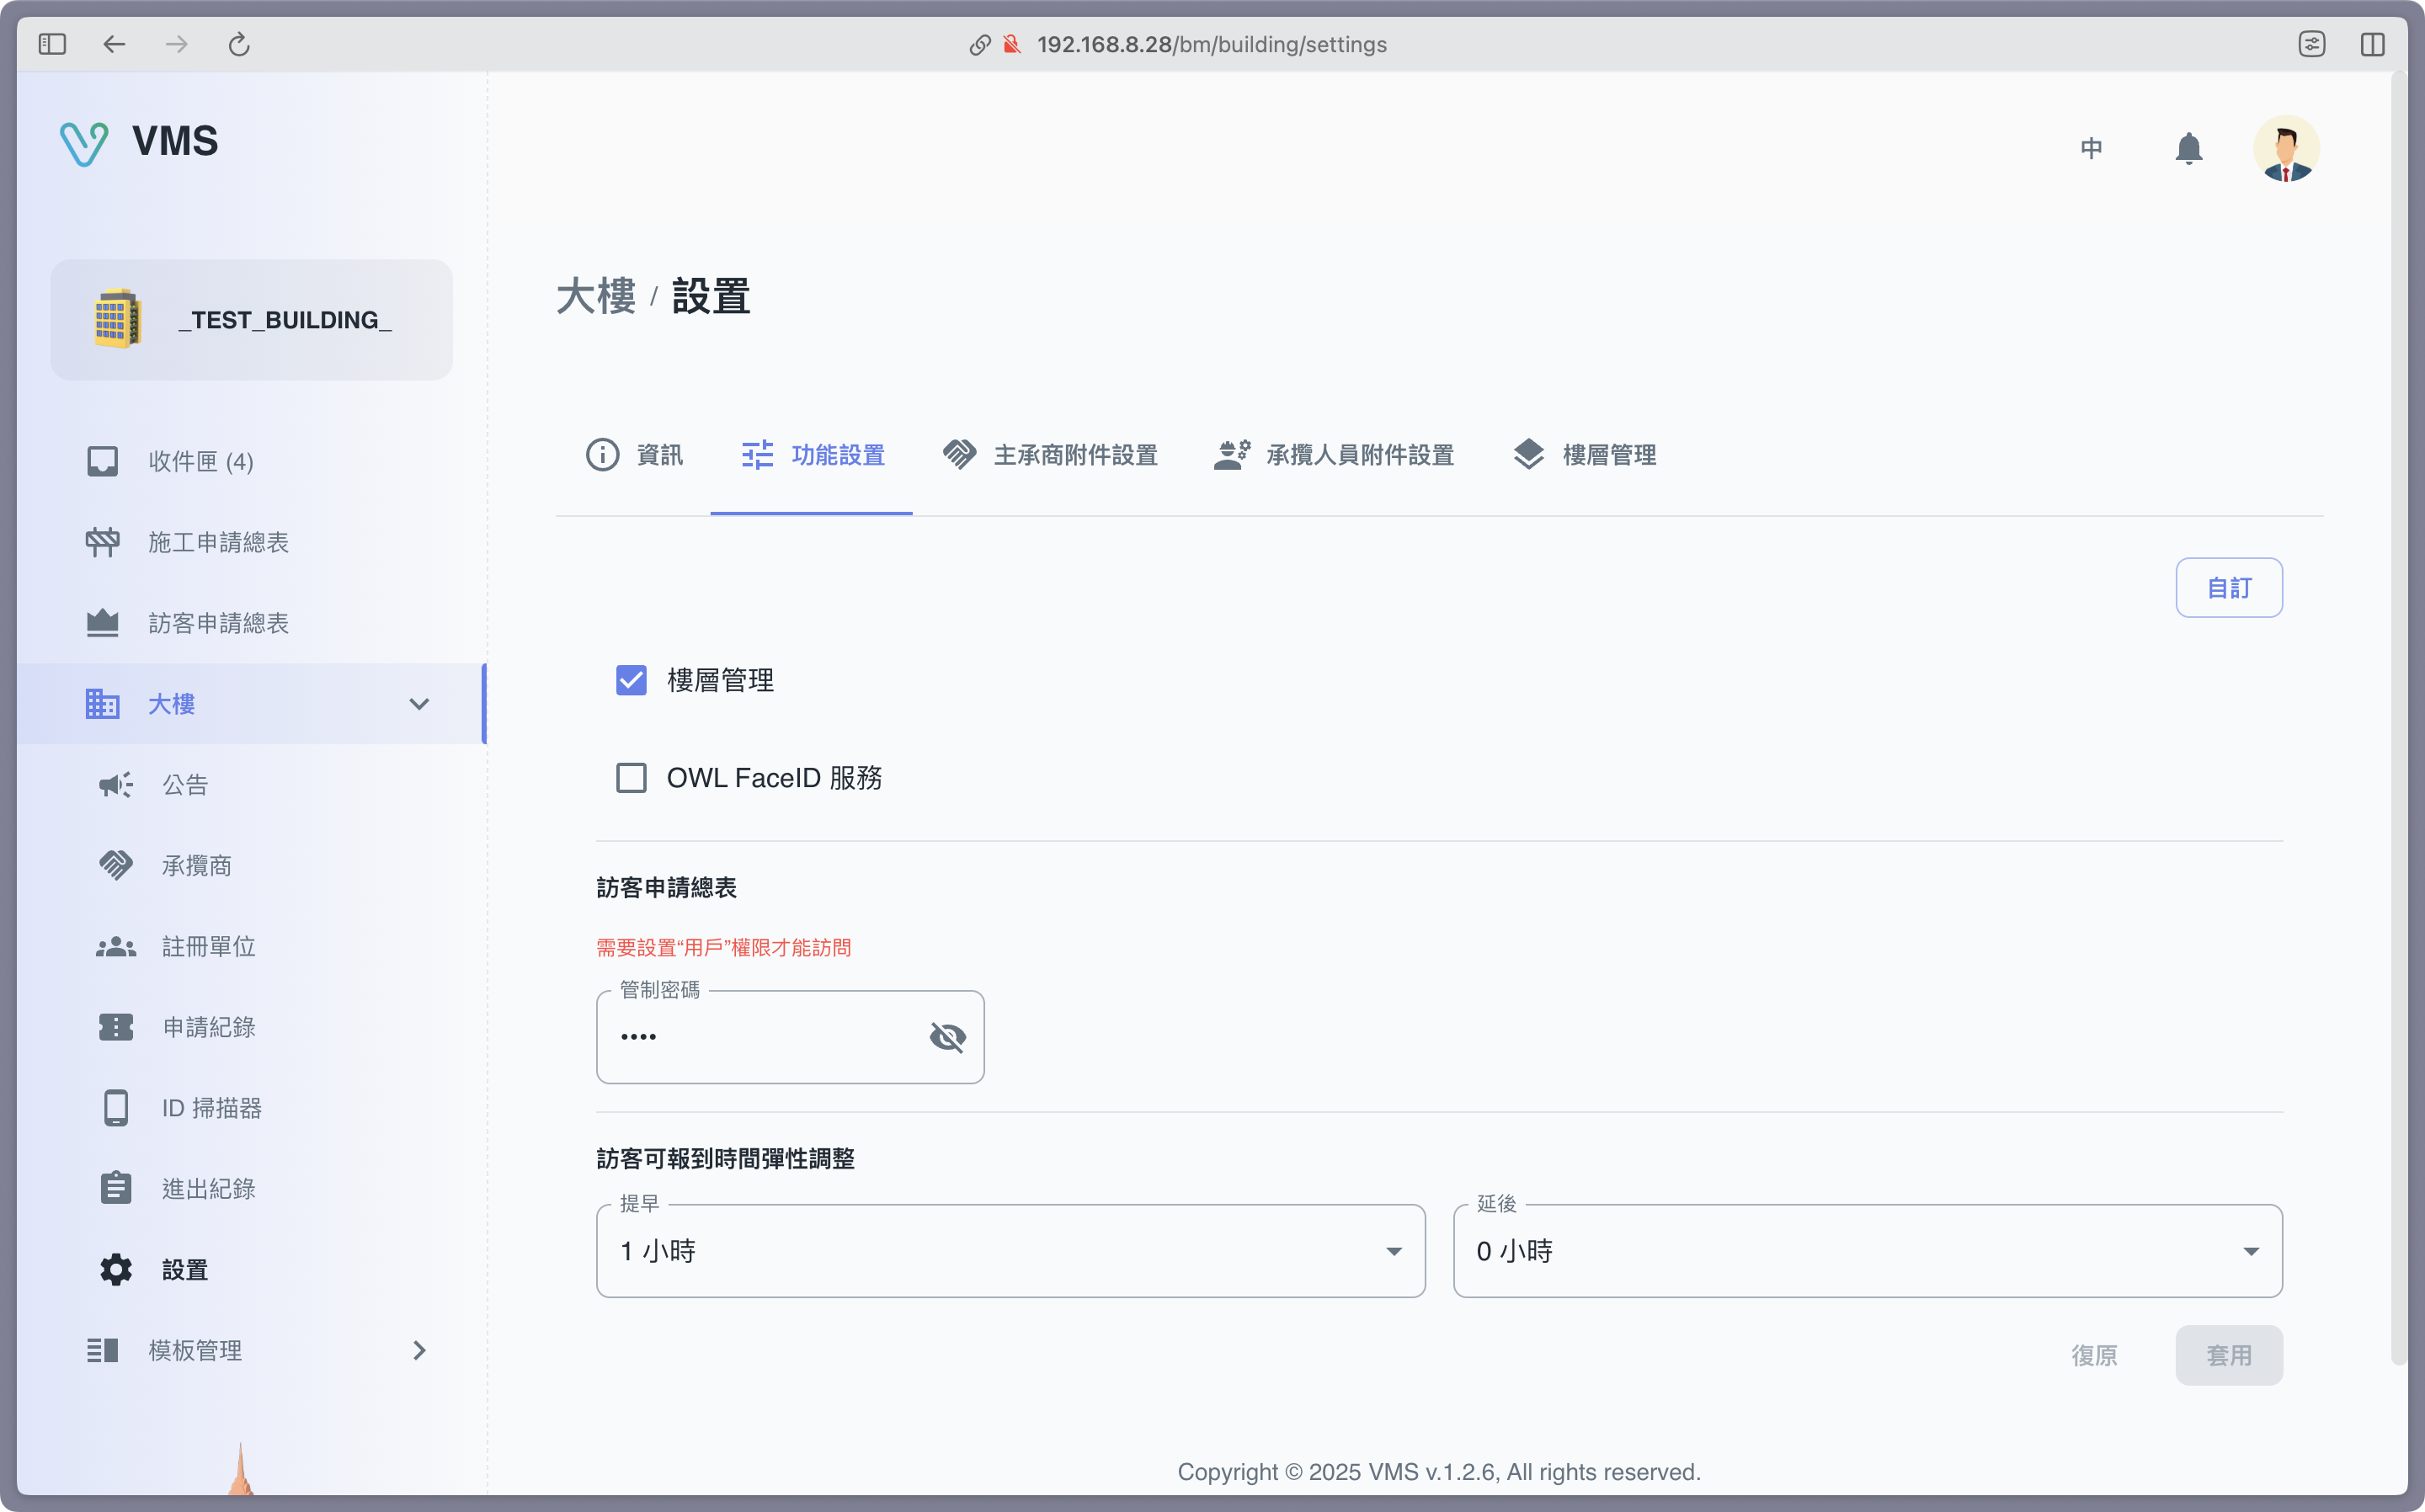 192.168.8.28/bm/building/settings
VMS
中
_TEST_BUILDING_
收件匣 (4)
施工申請總表
訪客申請總表
大樓
公告
承攬商
註冊單位
申請紀錄
ID 掃描器
進出紀錄
設置
模板管理
大樓 / 設置
資訊
功能設置
主承商附件設置
承攬人員附件設置
樓層管理
自訂
樓層管理
OWL FaceID 服務
訪客申請總表
需要設置“用戶”權限才能訪問
管制密碼
••••
訪客可報到時間彈性調整
提早
1 小時
延後
0 小時
復原
套用
Copyright © 2025 VMS v.1.2.6, All rights reserved.